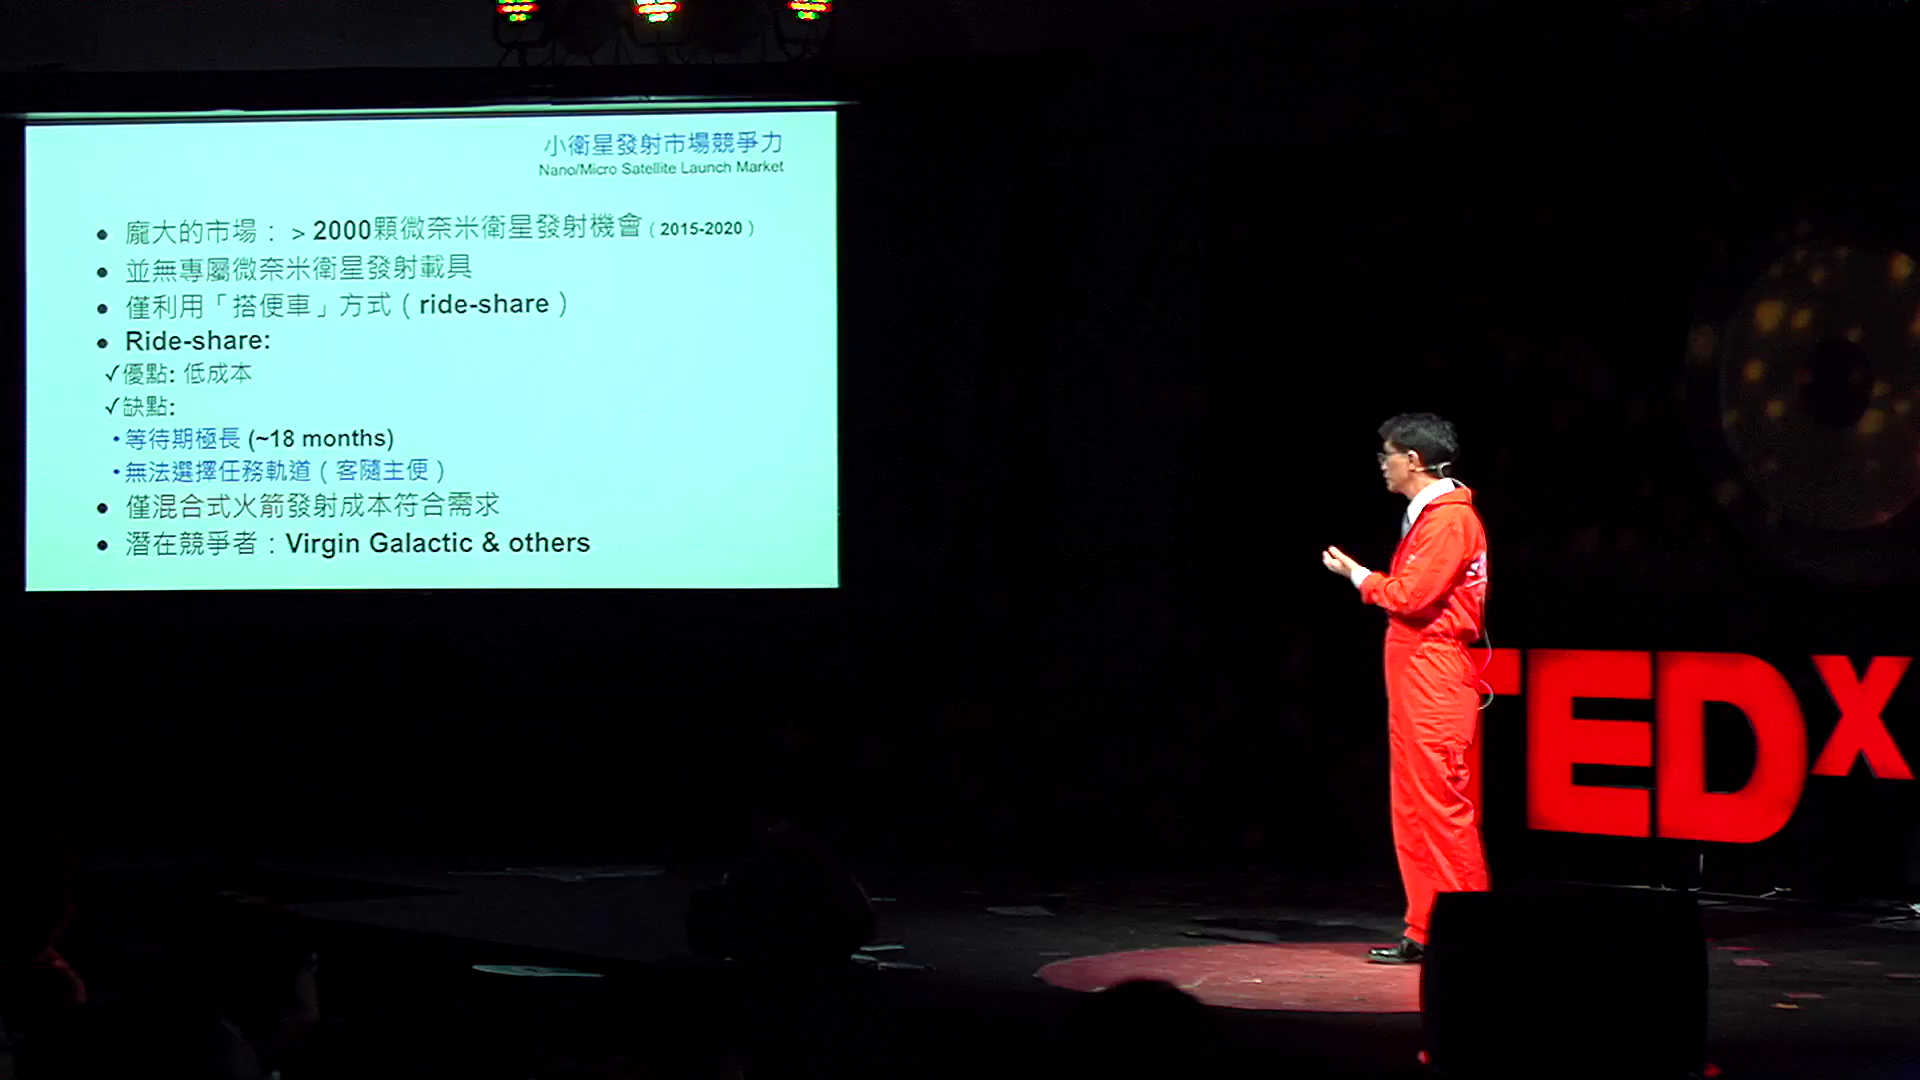 小衛星發射市場競爭力
Nano/Micro Satellite Launch Market
• 龐大的市場：＞2000顆微奈米衛星發射機會（2015-2020）
• 並無專屬微奈米衛星發射載具
• 僅利用「搭便車」方式（ride-share）
• Ride-share:
✓優點: 低成本
✓缺點:
•等待期極長 (~18 months)
•無法選擇任務軌道（客隨主便）
• 僅混合式火箭發射成本符合需求
• 潛在競爭者：Virgin Galactic & others
TEDx